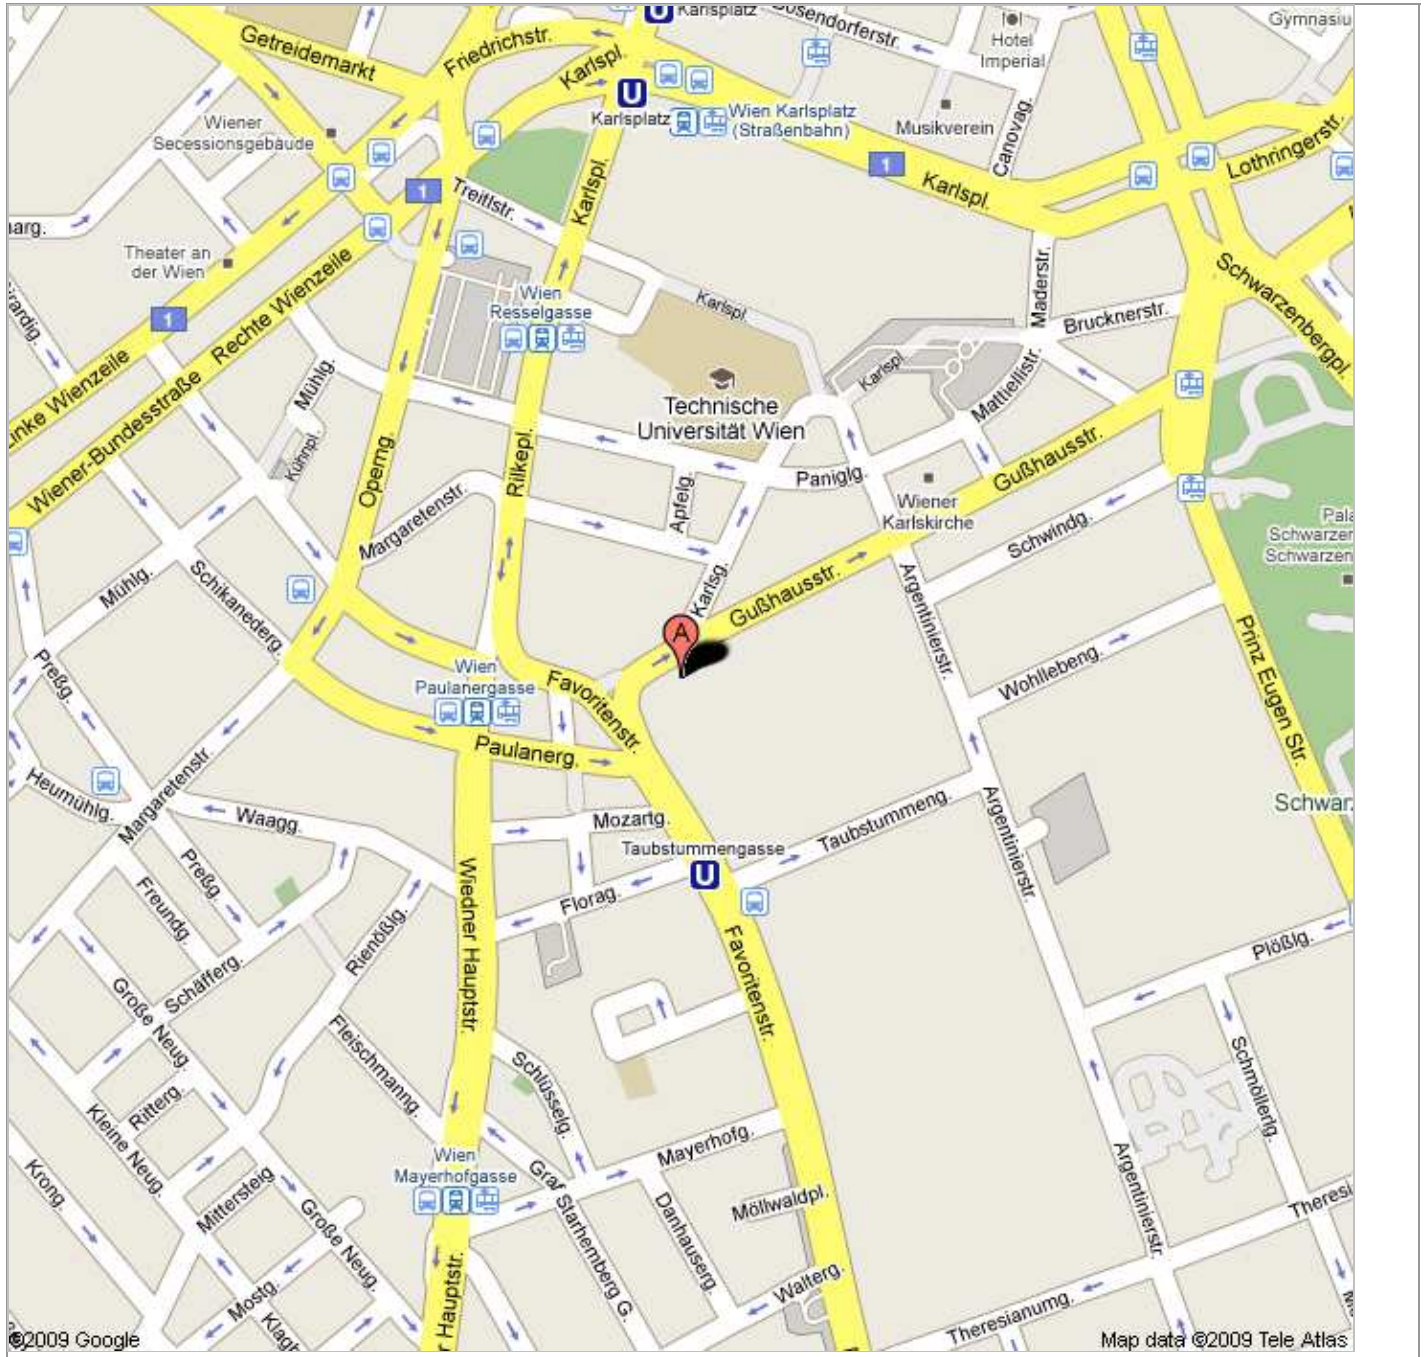 Karlsplatz
Bösendorferstr.
Gymnasiu
Hotel
Imperial
Getreidemarkt
Friedrichstr.
Karlspl.
U
Karlsplatz
Wien Karlsplatz
(Straßenbahn)
Musikverein
Canovag.
Lothringerstr.
Wiener
Secessionsgebäude
1
1
Karlspl.
Treitlstr.
Karlspl.
arg.
Theater an
der Wien
1
Rechte Wienzeile
Wien
Resselgasse
Karlspl.
Maderstr.
Brucknerstr.
Schwarzenbergpl.
Mühlg.
Linke Wienzeile
Wiener-Bundesstraße
Technische
Universität Wien
Karlspl.
Mattiellistr.
Gußhausstr.
Kühnpl.
Operng.
Rilkepl.
Margaretenstr.
Apfelg.
Paniglg.
Wiener
Karlskirche
Schwindg.
Pala
Schwarzen
Schwarzen
Mühlg.
Schikanederg.
Karlsg.
Gußhausstr.
Argentinierstr.
A
Preßg.
Wien
Paulanergasse
Favoritenstr.
Wohllebeng.
Prinz Eugen Str.
Paulanerg.
Heumühlg.
Margaretenstr.
Waagg.
Mozartg.
Taubstummengasse
U
Taubstummeng.
Argentinierstr.
Schwar
Preßg.
Freundg.
Wiedner Hauptstr.
Florag.
Rienößlg.
Schäfferg.
Große Neug.
Favoritenstr.
Plößlg.
Fleischmanng.
Schlüsselg.
Schmöllerlg.
Ritterg.
Kleine Neug.
Wien
Mayerhofgasse
Mayerhofg.
Argentinierstr.
Krong.
Mittersteig
Große Neug.
Graf Starhemberg G.
Danhauserg.
Möllwaldpl.
Theresi
Mostg.
Klagb
Hauptstr.
Walterg.
Theresianumg.
©2009 Google
Map data ©2009 Tele Atlas